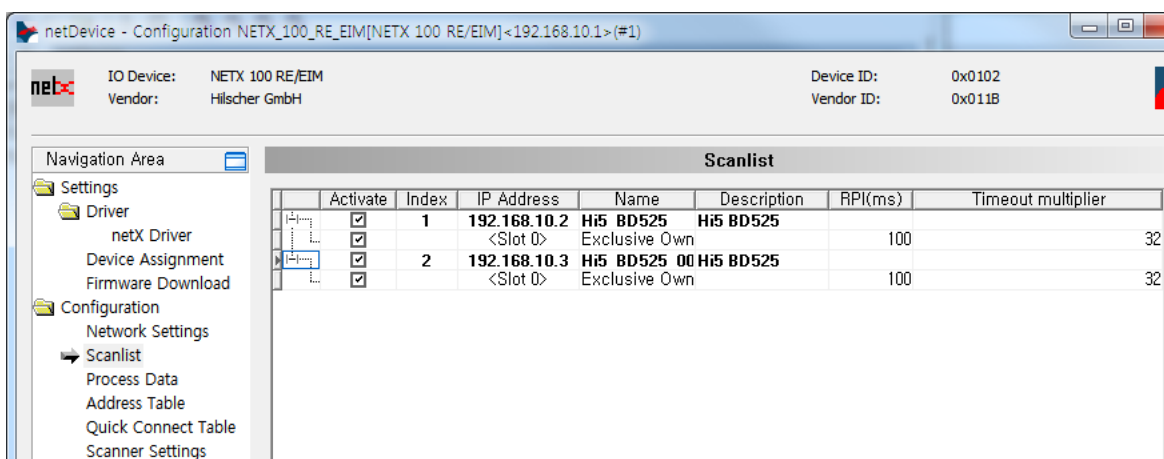 netDevice - Configuration NETX_100_RE_EIM[NETX 100 RE/EIM]<192.168.10.1>(#1)
netx
IO Device: NETX 100 RE/EIM Device ID: 0x0102
Vendor: Hilscher GmbH Vendor ID: 0x011B
Navigation Area
Settings
Driver
netX Driver
Device Assignment
Firmware Download
Configuration
Network Settings
Scanlist
Process Data
Address Table
Quick Connect Table
Scanner Settings
Scanlist
Activate Index IP Address Name Description RPI(ms) Timeout multiplier
1 192.168.10.2 Hi5 BD525 Hi5 BD525
<Slot 0> Exclusive Own 100 32
2 192.168.10.3 Hi5 BD525 00 Hi5 BD525
<Slot 0> Exclusive Own 100 32